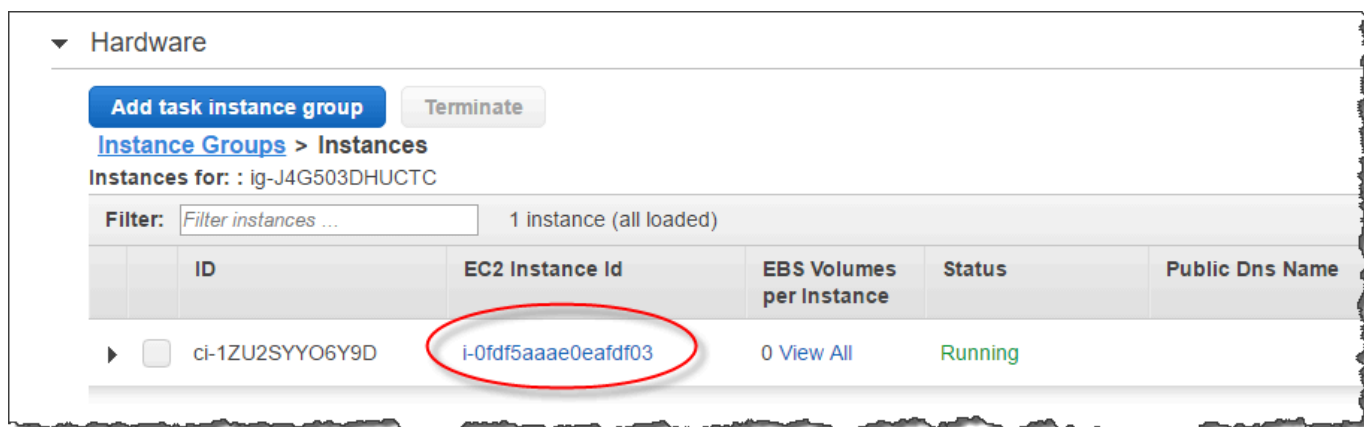 Hardware
Add task instance group Terminate
Instance Groups > Instances
Instances for: : ig-J4G503DHUCTC
Filter: Filter instances ... 1 instance (all loaded)
ID EC2 Instance Id EBS Volumes per Instance Status Public Dns Name
ci-1ZU2SYYO6Y9D i-0fdf5aaae0eafdf03 0 View All Running